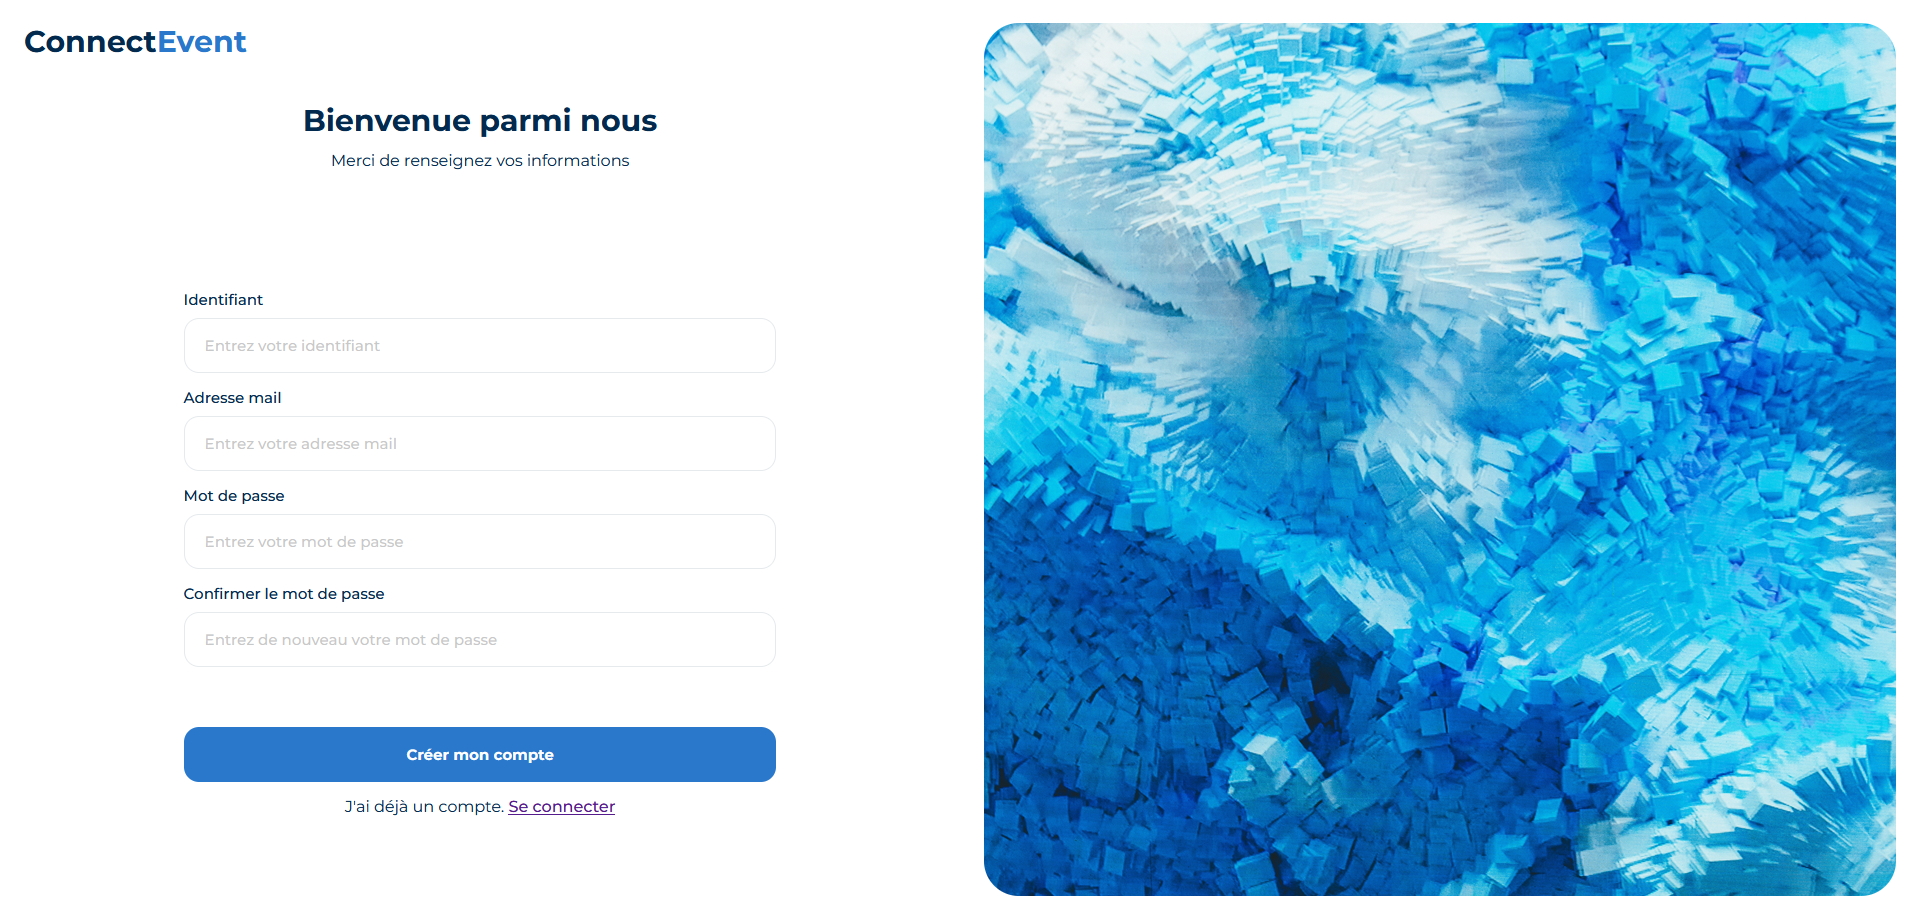 ConnectEvent
Bienvenue parmi nous
Merci de renseignez vos informations
Identifiant
Entrez votre identifiant
Adresse mail
Entrez votre adresse mail
Mot de passe
Entrez votre mot de passe
Confirmer le mot de passe
Entrez de nouveau votre mot de passe
Créer mon compte
J'ai déjà un compte. Se connecter